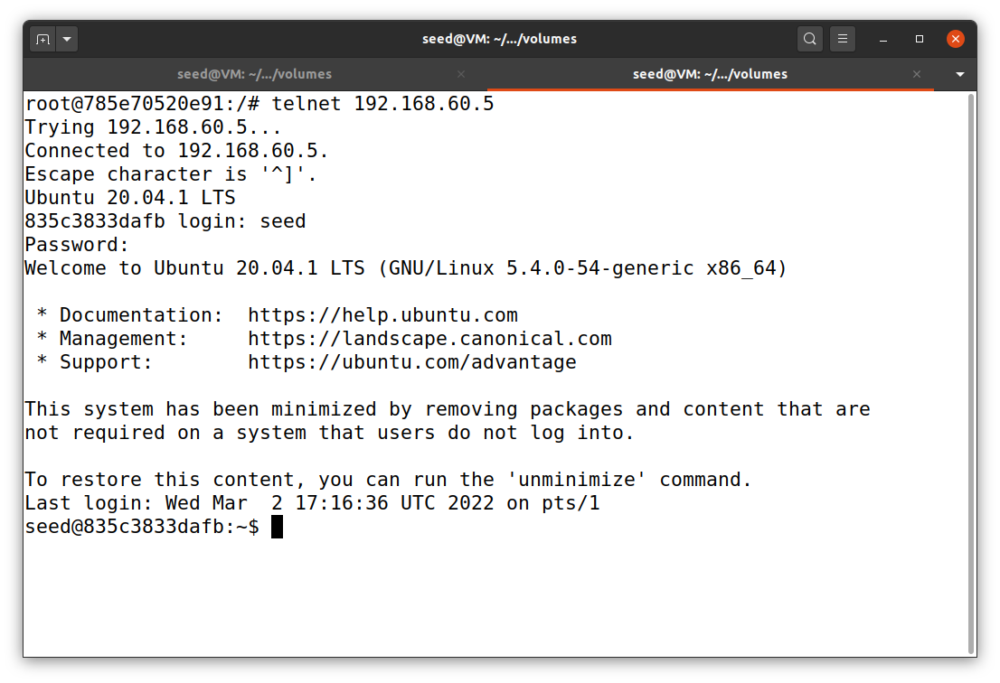 seed@VM: ~/.../volumes
seed@VM: ~/.../volumes
seed@VM: ~/.../volumes
root@785e70520e91:/# telnet 192.168.60.5
Trying 192.168.60.5...
Connected to 192.168.60.5.
Escape character is '^]'.
Ubuntu 20.04.1 LTS
835c3833dafb login: seed
Password:
Welcome to Ubuntu 20.04.1 LTS (GNU/Linux 5.4.0-54-generic x86_64)

 * Documentation:  https://help.ubuntu.com
 * Management:     https://landscape.canonical.com
 * Support:        https://ubuntu.com/advantage

This system has been minimized by removing packages and content that are
not required on a system that users do not log into.

To restore this content, you can run the 'unminimize' command.
Last login: Wed Mar  2 17:16:36 UTC 2022 on pts/1
seed@835c3833dafb:~$